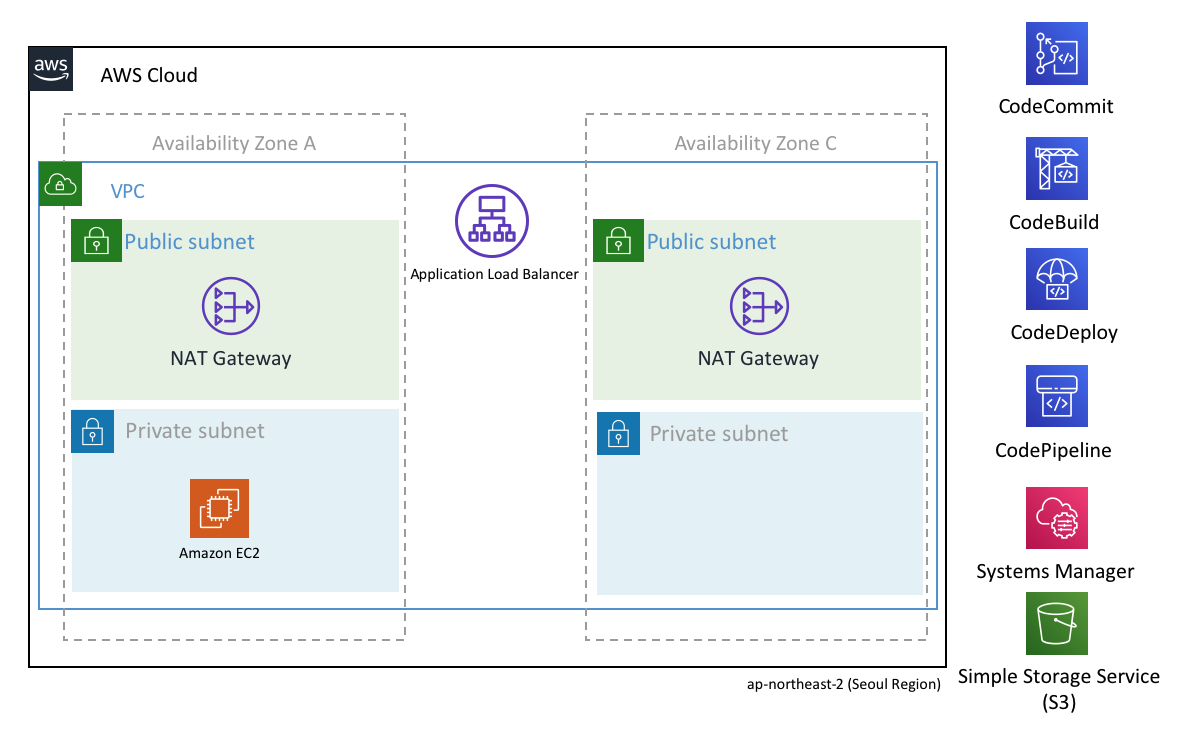 aws
AWS Cloud
Availability Zone A
Availability Zone C
VPC
Public subnet
NAT Gateway
Private subnet
Amazon EC2
Application Load Balancer
Public subnet
NAT Gateway
Private subnet
ap-northeast-2 (Seoul Region)
CodeCommit
CodeBuild
CodeDeploy
CodePipeline
Systems Manager
Simple Storage Service
(S3)